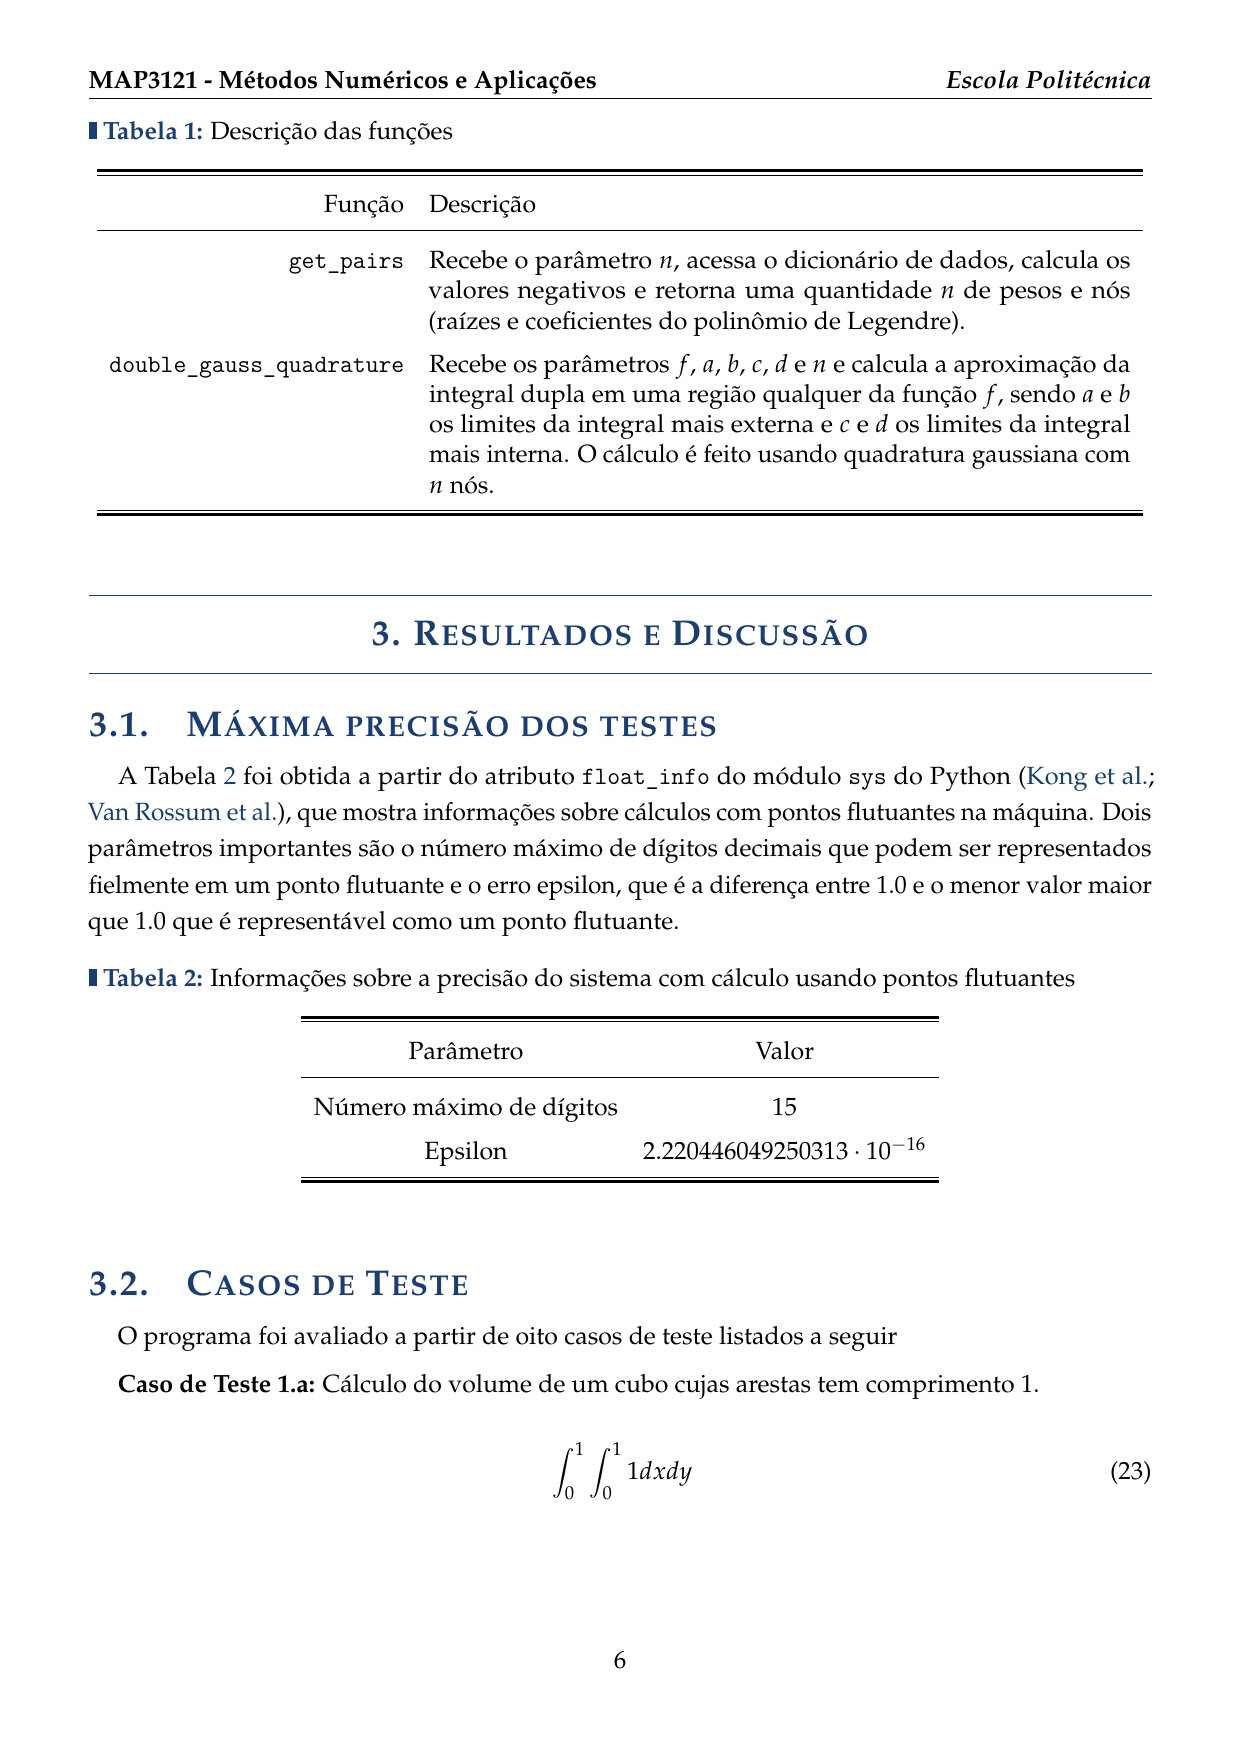 MAP3121 - Métodos Numéricos e Aplicações Escola Politécnica
Tabela 1: Descrição das funções
Função Descrição
get_pairs Recebe o parâmetro n, acessa o dicionário de dados, calcula os
valores negativos e retorna uma quantidade n de pesos e nós
(raízes e coeficientes do polinômio de Legendre).
double_gauss_quadrature Recebe os parâmetros f, a, b, c, d e n e calcula a aproximação da
integral dupla em uma região qualquer da função f, sendo a e b
os limites da integral mais externa e c e d os limites da integral
mais interna. O cálculo é feito usando quadratura gaussiana com
n nós.
3. RESULTADOS E DISCUSSÃO
3.1. MÁXIMA PRECISÃO DOS TESTES
A Tabela 2 foi obtida a partir do atributo float_info do módulo sys do Python (Kong et al.;
Van Rossum et al.), que mostra informações sobre cálculos com pontos flutuantes na máquina. Dois
parâmetros importantes são o número máximo de dígitos decimais que podem ser representados
fielmente em um ponto flutuante e o erro epsilon, que é a diferença entre 1.0 e o menor valor maior
que 1.0 que é representável como um ponto flutuante.
Tabela 2: Informações sobre a precisão do sistema com cálculo usando pontos flutuantes
Parâmetro Valor
Número máximo de dígitos 15
Epsilon 2.220446049250313 · 10⁻¹⁶
3.2. CASOS DE TESTE
O programa foi avaliado a partir de oito casos de teste listados a seguir
Caso de Teste 1.a: Cálculo do volume de um cubo cujas arestas tem comprimento 1.
∫₀¹ ∫₀¹ 1dxdy (23)
6